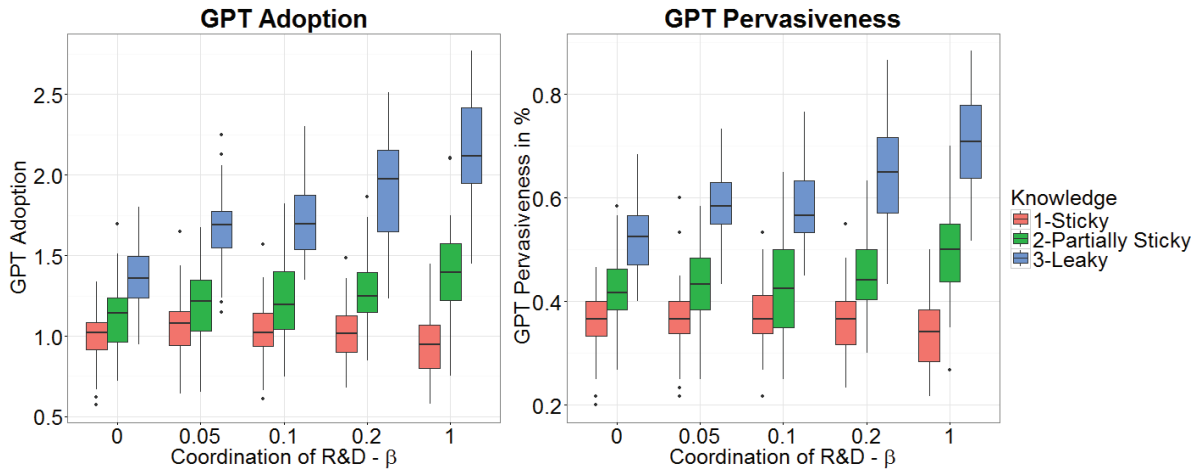 GPT Adoption
GPT Adoption
2.5
2.0
1.5
1.0
0.5
0 0.05 0.1 0.2 1
Coordination of R&D - β
GPT Pervasiveness
GPT Pervasiveness in %
0.8
0.6
0.4
0.2
0 0.05 0.1 0.2 1
Coordination of R&D - β
Knowledge
1-Sticky
2-Partially Sticky
3-Leaky